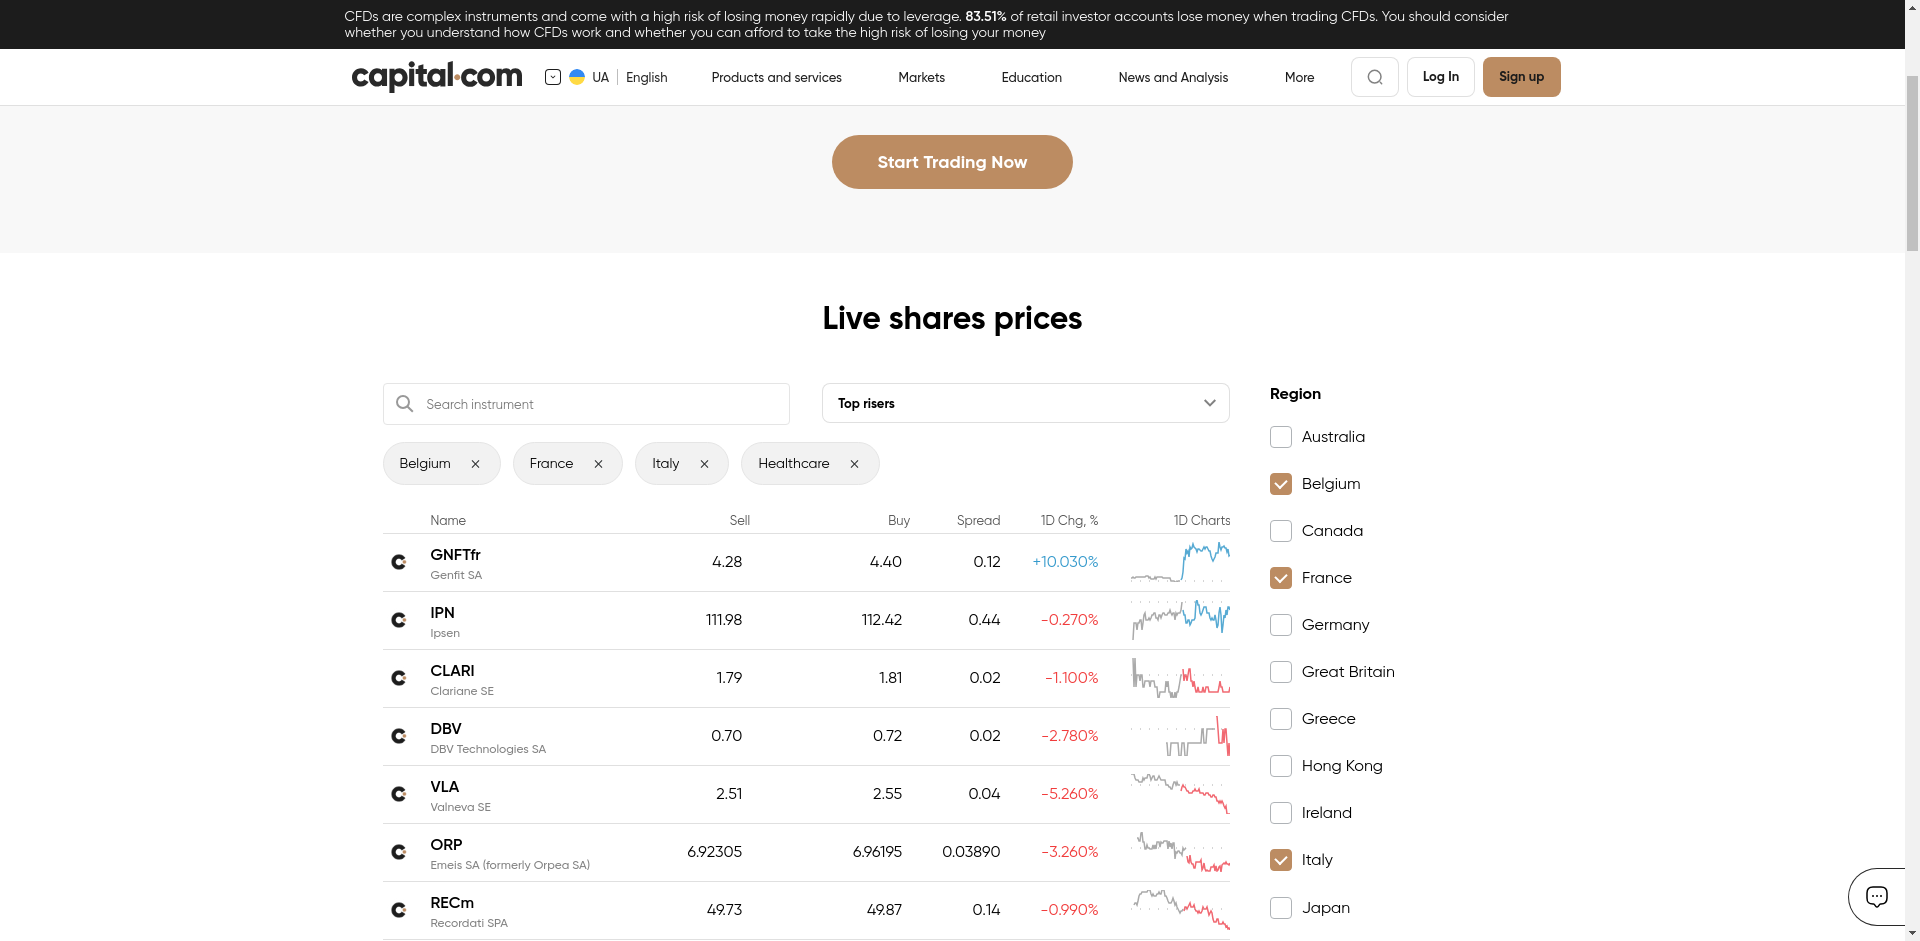 CFDs are complex instruments and come with a high risk of losing money rapidly due to leverage. 83.51% of retail investor accounts lose money when trading CFDs. You should consider
whether you understand how CFDs work and whether you can afford to take the high risk of losing your money
capital.com UA English Products and services Markets Education News and Analysis More Log In Sign up
Start Trading Now
Live shares prices
Search instrument
Top risers
Belgium France Italy Healthcare
Name Sell Buy Spread 1D Chg, % 1D Charts
GNFTfr
Genfit SA
4.28 4.40 0.12 +10.030%
IPN
Ipsen
111.98 112.42 0.44 -0.270%
CLARI
Clariane SE
1.79 1.81 0.02 -1.100%
DBV
DBV Technologies SA
0.70 0.72 0.02 -2.780%
VLA
Valneva SE
2.51 2.55 0.04 -5.260%
ORP
Emeis SA (formerly Orpea SA)
6.92305 6.96195 0.03890 -3.260%
RECm
Recordati SPA
49.73 49.87 0.14 -0.990%
Region
Australia
Belgium
Canada
France
Germany
Great Britain
Greece
Hong Kong
Ireland
Italy
Japan